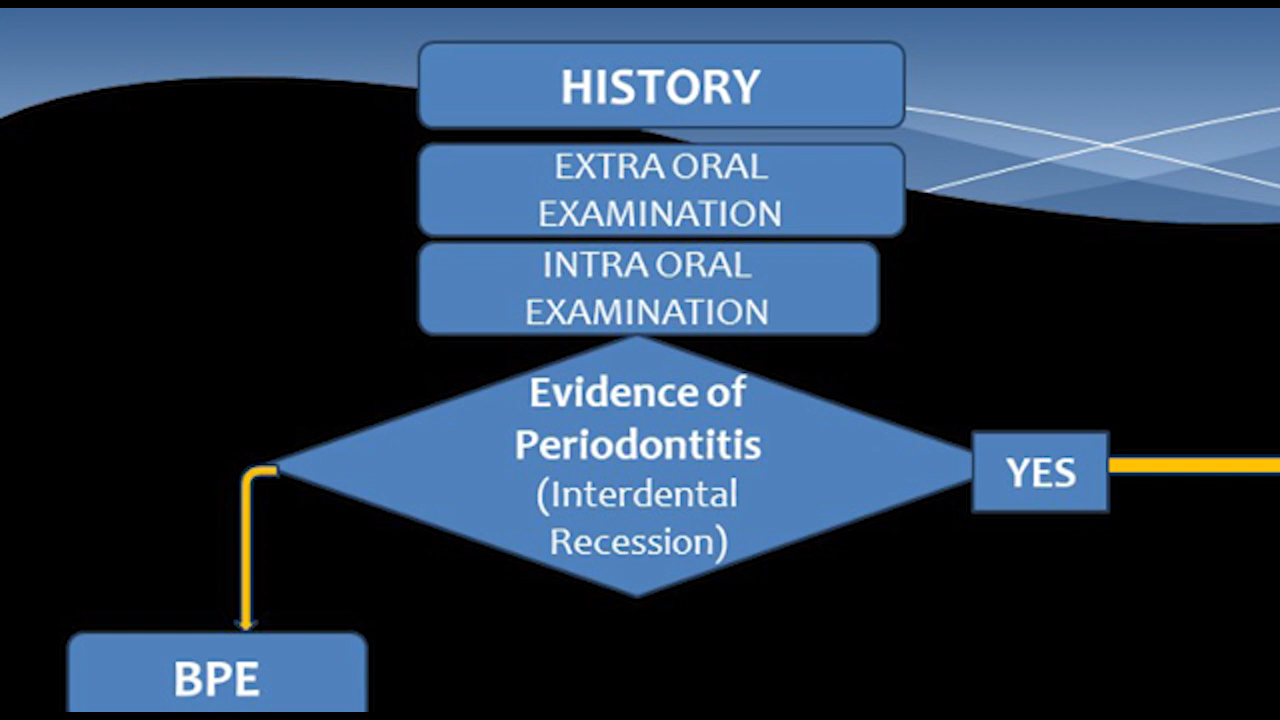 HISTORY
EXTRA ORAL
EXAMINATION
INTRA ORAL
EXAMINATION
Evidence of
Periodontitis
(Interdental
Recession)
YES
BPE